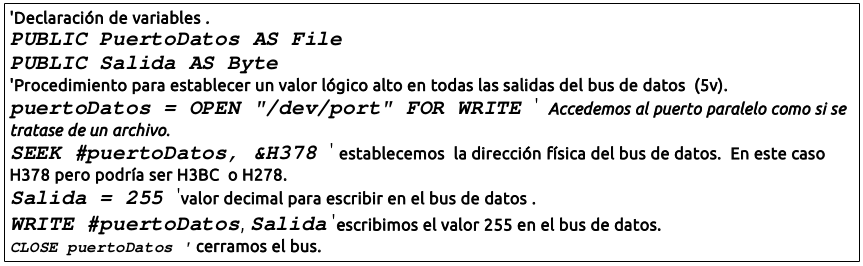 'Declaración de variables .
PUBLIC PuertoDatos AS File
PUBLIC Salida AS Byte
'Procedimiento para establecer un valor lógico alto en todas las salidas del bus de datos (5v).
puertoDatos = OPEN "/dev/port" FOR WRITE ' Accedemos al puerto paralelo como si se
tratase de un archivo.
SEEK #puertoDatos, &H378 ' establecemos la dirección física del bus de datos. En este caso
H378 pero podría ser H3BC o H278.
Salida = 255 'valor decimal para escribir en el bus de datos .
WRITE #puertoDatos, Salida 'escribimos el valor 255 en el bus de datos.
CLOSE puertoDatos ' cerramos el bus.